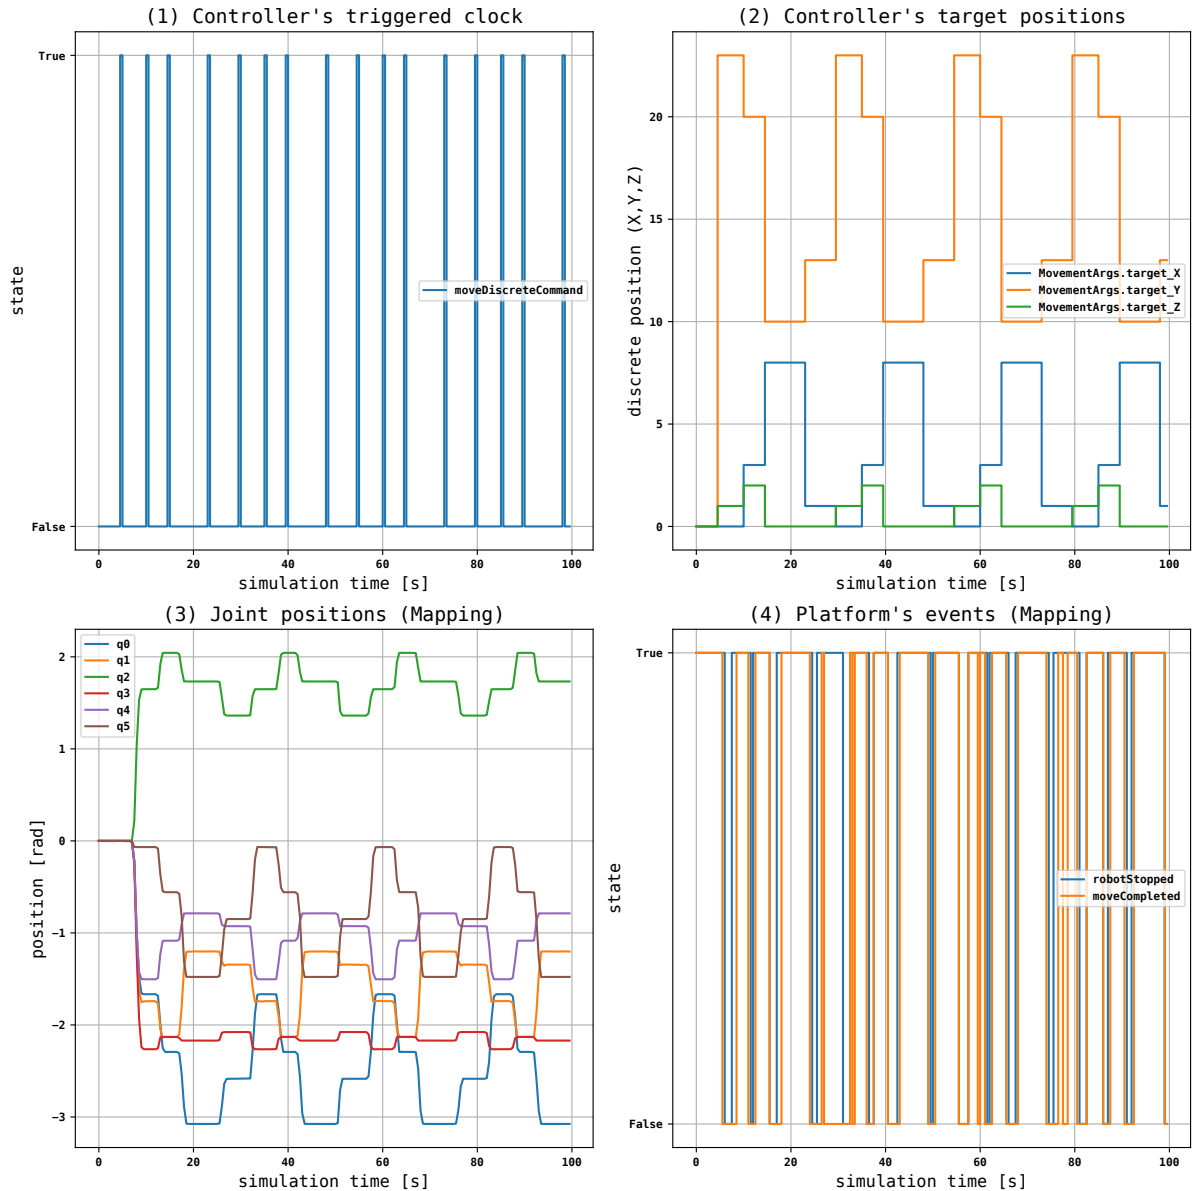 (1) Controller's triggered clock
True
False
state
moveDiscreteCommand
0 20 40 60 80 100
simulation time [s]
(2) Controller's target positions
20
15
10
5
0
discrete position (X,Y,Z)
MovementArgs.target_X
MovementArgs.target_Y
MovementArgs.target_Z
0 20 40 60 80 100
simulation time [s]
(3) Joint positions (Mapping)
q0
q1
q2
q3
q4
q5
2
1
0
−1
−2
−3
position [rad]
0 20 40 60 80 100
simulation time [s]
(4) Platform's events (Mapping)
True
False
state
robotStopped
moveCompleted
0 20 40 60 80 100
simulation time [s]